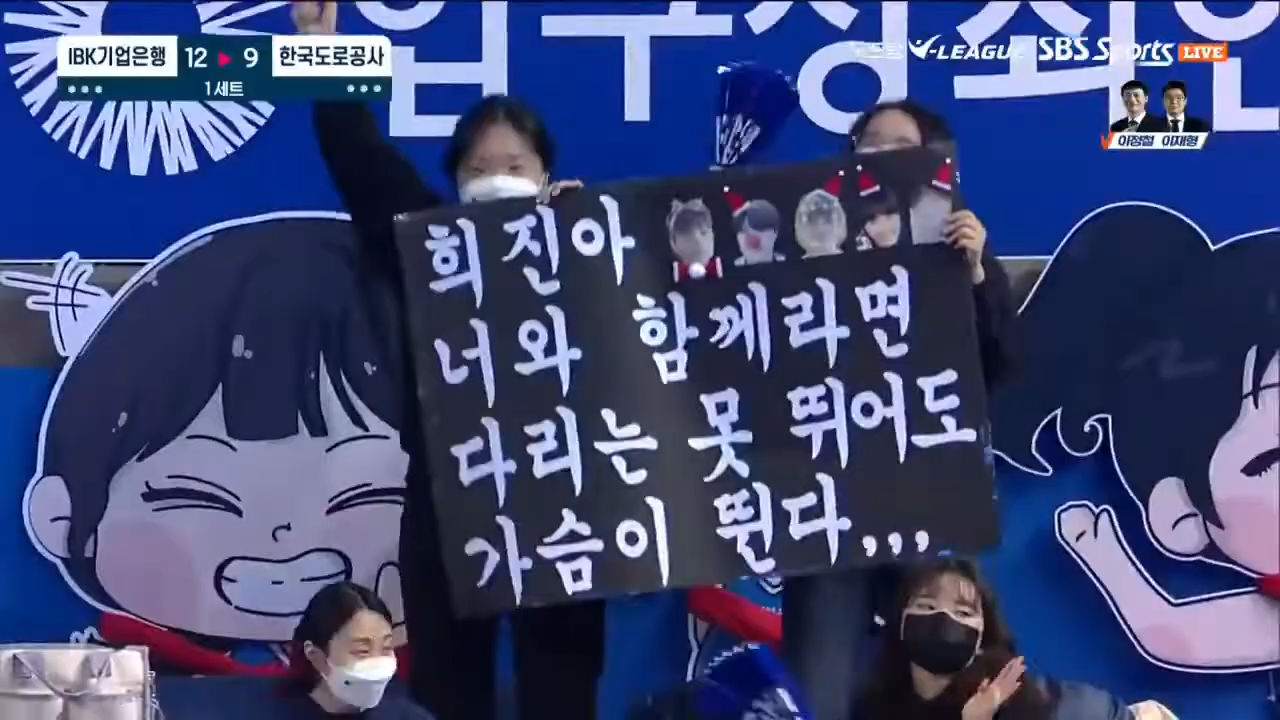 IBK기업은행 12 9 한국도로공사
1세트
V-LEAGUE SBS Sports LIVE
이정철 이재형
희진아
너와 함께라면
다리는 못 뛰어도
가슴이 뛴다,,,